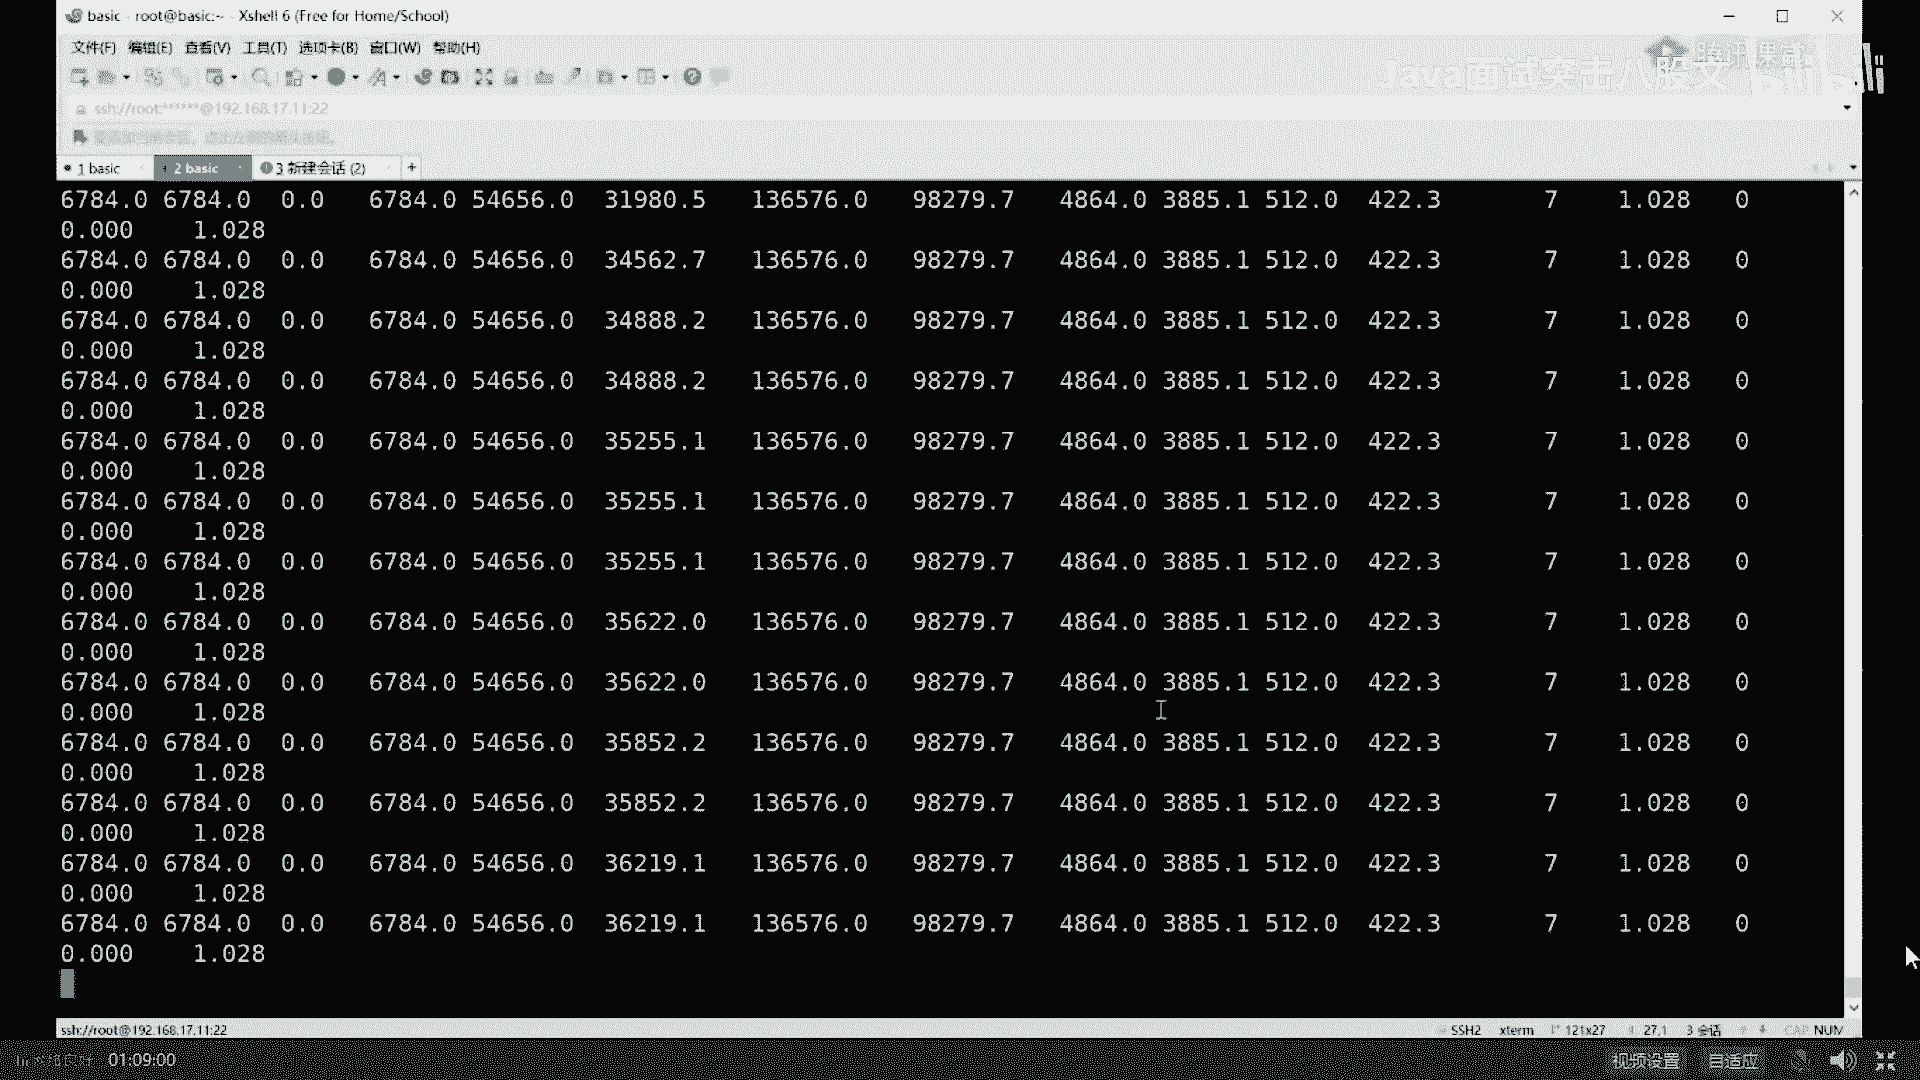 basic - root@basic:~ - Xshell 6 (Free for Home/School)
文件(F) 编辑(E) 查看(V) 工具(T) 选项卡(B) 窗口(W) 帮助(H)
腾讯课堂
Java面试突击八股文 bilibili
ssh://root:******@192.168.17.11:22
1 basic 2 basic 3 新建会话 (2) +
6784.0 6784.0 0.0 6784.0 54656.0 31980.5 136576.0 98279.7 4864.0 3885.1 512.0 422.3 7 1.028 0
0.000 1.028
6784.0 6784.0 0.0 6784.0 54656.0 34562.7 136576.0 98279.7 4864.0 3885.1 512.0 422.3 7 1.028 0
0.000 1.028
6784.0 6784.0 0.0 6784.0 54656.0 34888.2 136576.0 98279.7 4864.0 3885.1 512.0 422.3 7 1.028 0
0.000 1.028
6784.0 6784.0 0.0 6784.0 54656.0 34888.2 136576.0 98279.7 4864.0 3885.1 512.0 422.3 7 1.028 0
0.000 1.028
6784.0 6784.0 0.0 6784.0 54656.0 35255.1 136576.0 98279.7 4864.0 3885.1 512.0 422.3 7 1.028 0
0.000 1.028
6784.0 6784.0 0.0 6784.0 54656.0 35255.1 136576.0 98279.7 4864.0 3885.1 512.0 422.3 7 1.028 0
0.000 1.028
6784.0 6784.0 0.0 6784.0 54656.0 35255.1 136576.0 98279.7 4864.0 3885.1 512.0 422.3 7 1.028 0
0.000 1.028
6784.0 6784.0 0.0 6784.0 54656.0 35622.0 136576.0 98279.7 4864.0 3885.1 512.0 422.3 7 1.028 0
0.000 1.028
6784.0 6784.0 0.0 6784.0 54656.0 35622.0 136576.0 98279.7 4864.0 3885.1 512.0 422.3 7 1.028 0
0.000 1.028
6784.0 6784.0 0.0 6784.0 54656.0 35852.2 136576.0 98279.7 4864.0 3885.1 512.0 422.3 7 1.028 0
0.000 1.028
6784.0 6784.0 0.0 6784.0 54656.0 35852.2 136576.0 98279.7 4864.0 3885.1 512.0 422.3 7 1.028 0
0.000 1.028
6784.0 6784.0 0.0 6784.0 54656.0 36219.1 136576.0 98279.7 4864.0 3885.1 512.0 422.3 7 1.028 0
0.000 1.028
6784.0 6784.0 0.0 6784.0 54656.0 36219.1 136576.0 98279.7 4864.0 3885.1 512.0 422.3 7 1.028 0
0.000 1.028
ssh://root@192.168.17.11:22 SSH2 xterm 121x27 27,1 3 会话 CAP NUM
01:09:00 视频设置 自适应